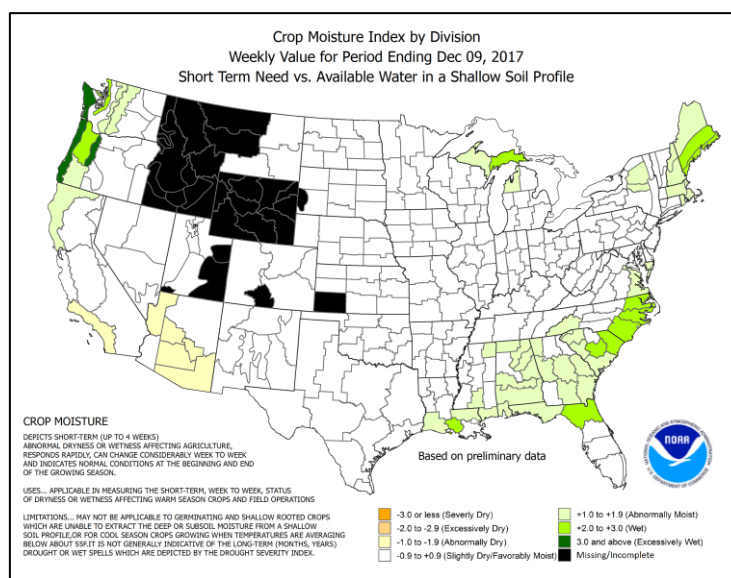 Crop Moisture Index by Division
Weekly Value for Period Ending Dec 09, 2017
Short Term Need vs. Available Water in a Shallow Soil Profile
CROP MOISTURE
DEPICTS SHORT-TERM (UP TO 4 WEEKS)
ABNORMAL DRYNESS OR WETNESS AFFECTING AGRICULTURE,
RESPONDS RAPIDLY, CAN CHANGE CONSIDERABLY WEEK TO WEEK
AND INDICATES NORMAL CONDITIONS AT THE BEGINNING AND END
OF THE GROWING SEASON.
USES... APPLICABLE IN MEASURING THE SHORT-TERM, WEEK TO WEEK, STATUS
OF DRYNESS OR WETNESS AFFECTING WARM SEASON CROPS AND FIELD OPERATIONS
LIMITATIONS... MAY NOT BE APPLICABLE TO GERMINATING AND SHALLOW ROOTED CROPS
WHICH ARE UNABLE TO EXTRACT THE DEEP OR SUBSOIL MOISTURE FROM A SHALLOW
SOIL PROFILE,OR FOR COOL SEASON CROPS GROWING WHEN TEMPERATURES ARE AVERAGING
BELOW ABOUT 55F.IT IS NOT GENERALLY INDICATIVE OF THE LONG-TERM (MONTHS, YEARS)
DROUGHT OR WET SPELLS WHICH ARE DEPICTED BY THE DROUGHT SEVERITY INDEX.
Based on preliminary data
-3.0 or less (Severly Dry)
-2.0 to -2.9 (Excessively Dry)
-1.0 to -1.9 (Abnormally Dry)
-0.9 to +0.9 (Slightly Dry/Favorably Moist)
+1.0 to +1.9 (Abnormally Moist)
+2.0 to +3.0 (Wet)
3.0 and above (Excessively Wet)
Missing/Incomplete
NATIONAL OCEANIC AND ATMOSPHERIC ADMINISTRATION
NOAA
U.S. DEPARTMENT OF COMMERCE